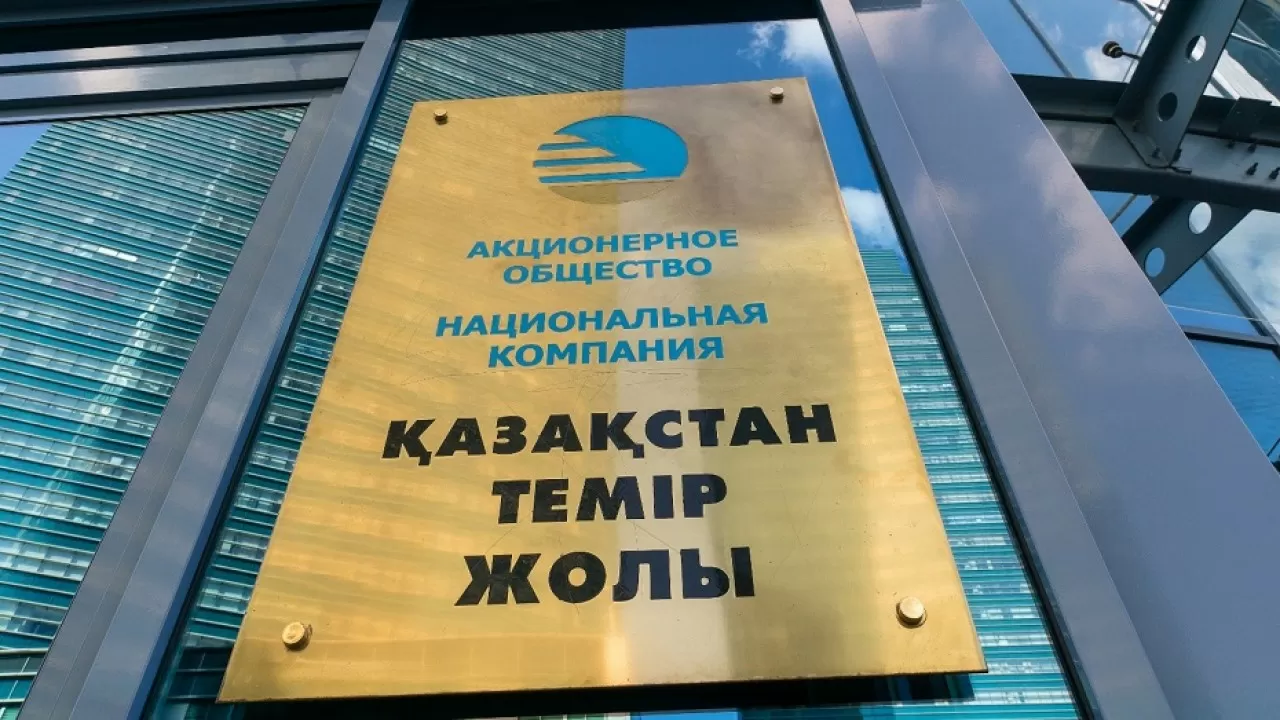 АКЦИОНЕРНОЕ
ОБЩЕСТВО
НАЦИОНАЛЬНАЯ
КОМПАНИЯ
ҚАЗАҚСТАН
ТЕМІР
ЖОЛЫ